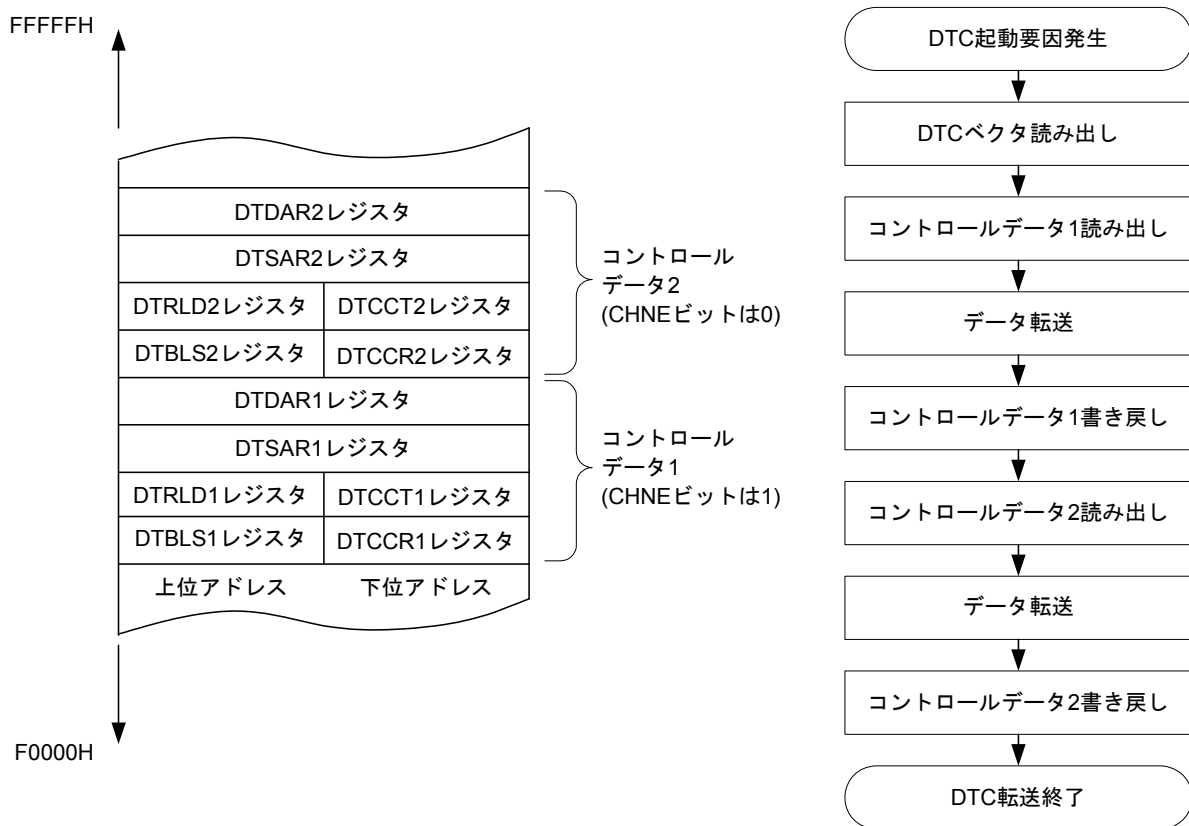 FFFFFH
DTDAR2レジスタ
DTSAR2レジスタ
DTRLD2レジスタ
DTCCT2レジスタ
DTBLS2レジスタ
DTCCR2レジスタ
DTDAR1レジスタ
DTSAR1レジスタ
DTRLD1レジスタ
DTCCT1レジスタ
DTBLS1レジスタ
DTCCR1レジスタ
上位アドレス
下位アドレス
F0000H
コントロール
データ2
(CHNEビットは0)
コントロール
データ1
(CHNEビットは1)
DTC起動要因発生
DTCベクタ読み出し
コントロールデータ1読み出し
データ転送
コントロールデータ1書き戻し
コントロールデータ2読み出し
データ転送
コントロールデータ2書き戻し
DTC転送終了